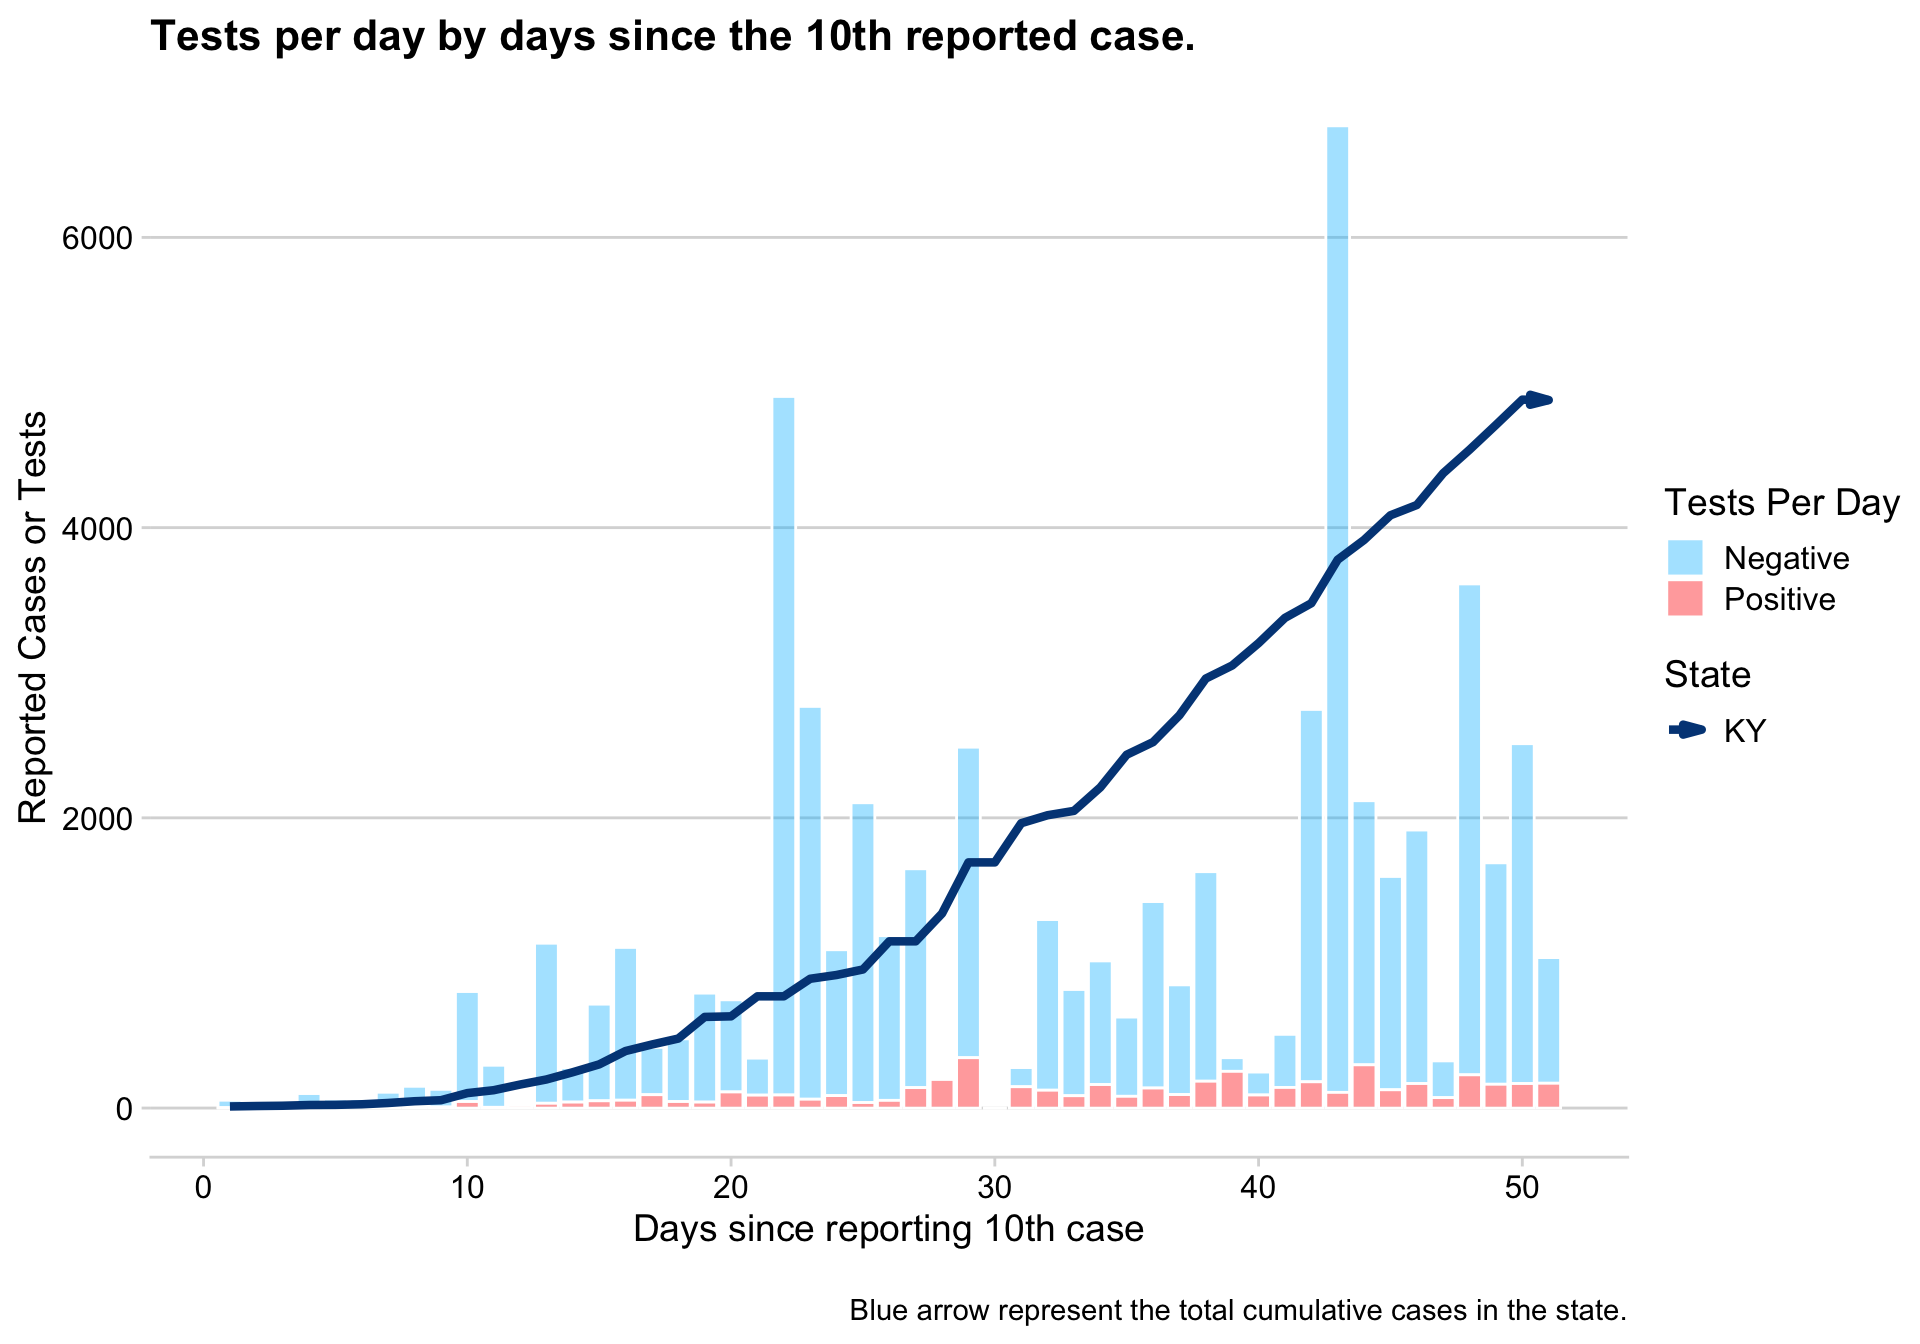 Tests per day by days since the 10th reported case.
Reported Cases or Tests
6000
4000
2000
0
0 10 20 30 40 50
Days since reporting 10th case
Tests Per Day
Negative
Positive
State
KY
Blue arrow represent the total cumulative cases in the state.